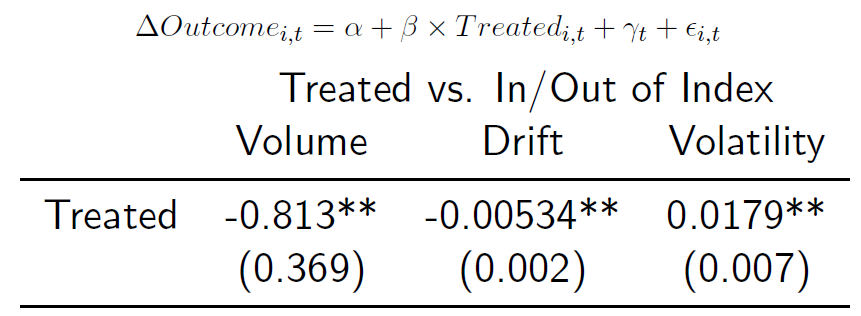 ΔOutcome_{i,t} = α + β × Treated_{i,t} + γ_t + ϵ_{i,t}
Treated vs. In/Out of Index
Volume Drift Volatility
Treated -0.813** -0.00534** 0.0179**
(0.369) (0.002) (0.007)